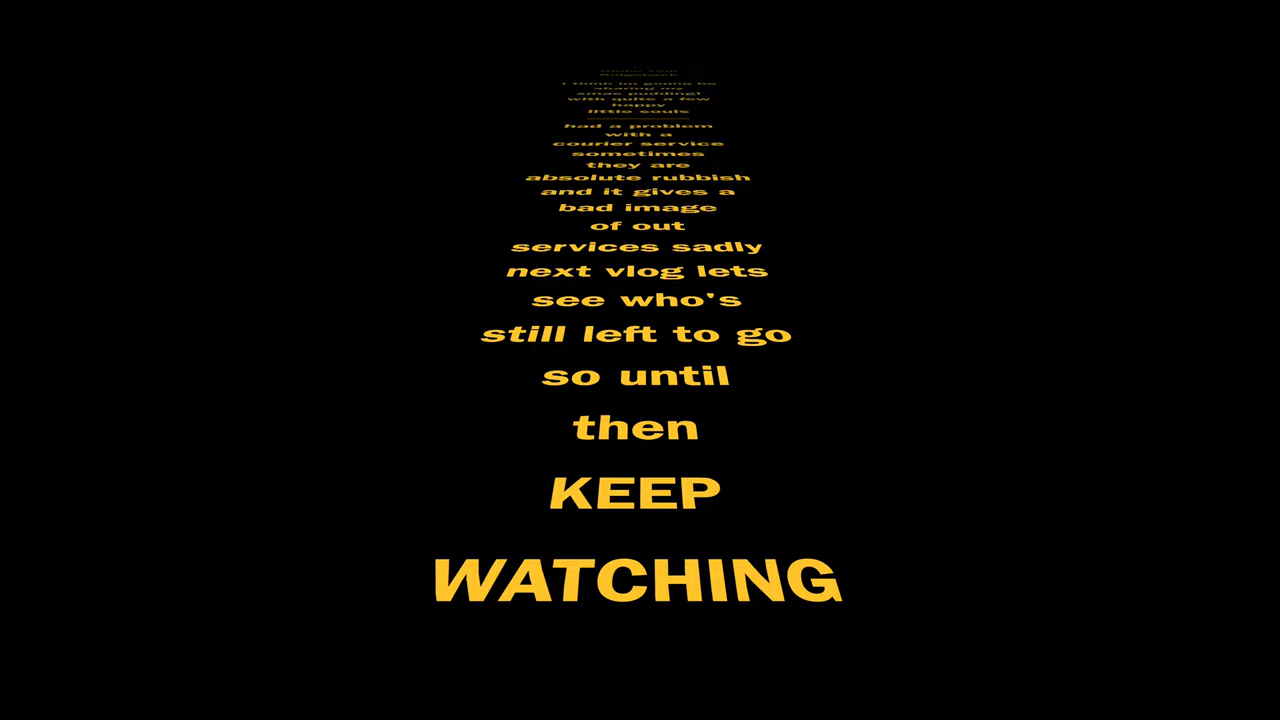 Ridgeback
I think im gonna be
sharing my
xmas pudding!
with quite a few
happy
little souls
had a problem
with a
courier service
sometimes
they are
absolute rubbish
and it gives a
bad image
of out
services sadly
next vlog lets
see who's
still left to go
so until
then
KEEP
WATCHING